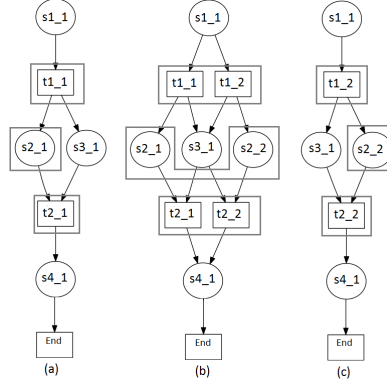 s1_1
t1_1
s2_1 s3_1
t2_1
s4_1
End
(a)
s1_1
t1_1 t1_2
s2_1 s3_1 s2_2
t2_1 t2_2
s4_1
End
(b)
s1_1
t1_2
s3_1 s2_2
t2_2
s4_1
End
(c)